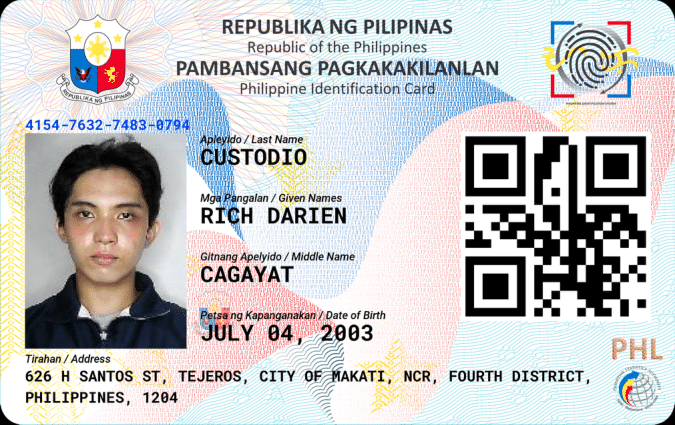 REPUBLIKA NG PILIPINAS
Republic of the Philippines
PAMBANSANG PAGKAKAKILANLAN
Philippine Identification Card
REPUBLIKA NG PILIPINAS
4154-7632-7483-0794
Apleyido / Last Name
CUSTODIO
Mga Pangalan / Given Names
RICH DARIEN
Gitnang Apelyido / Middle Name
CAGAYAT
Petsa ng Kapanganakan / Date of Birth
JULY 04, 2003
PHL
Tirahan / Address
626 H SANTOS ST, TEJEROS, CITY OF MAKATI, NCR, FOURTH DISTRICT,
PHILIPPINES, 1204